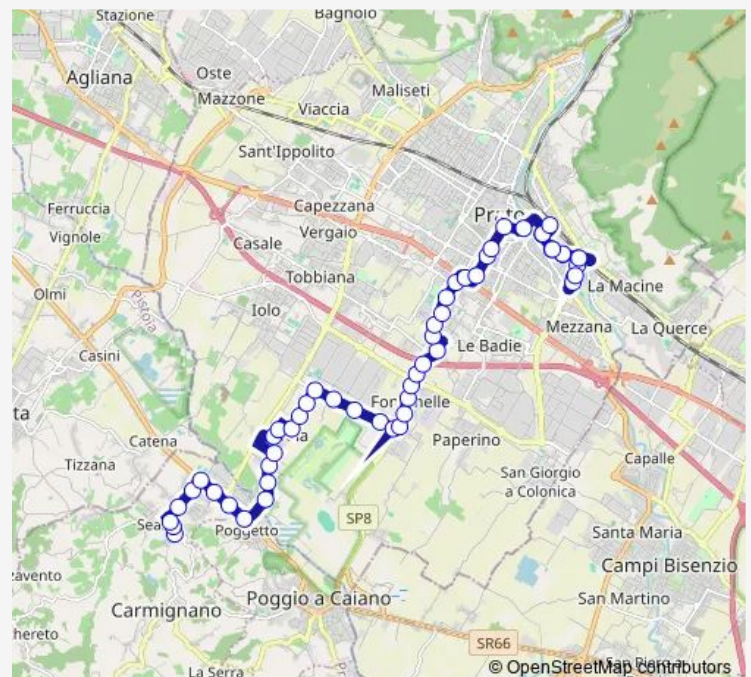 Stazione
Bagnolo
Agliana
Oste
Mazzone
Maliseti
Viaccia
Sant'Ippolito
Ferruccia
Capezzana
Prato
Vignole
Casale
Vergaio
Tobbiana
La Macine
Olmi
Pistoia
Iolo
Mezzana
La Querce
Le Badie
Casini
Catena
Paperino
Capalle
Tizzana
San Giorgio
a Colonica
SP8
Poggetto
Santa Maria
Campi Bisenzio
Carmignano
Poggio a Caiano
San Martino
SR66
La Serra
© OpenStreetMap contributors